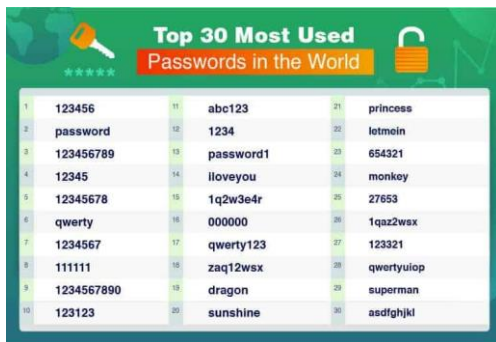 Top 30 Most Used
Passwords in the World
*****
1 123456
2 password
3 123456789
4 12345
5 12345678
6 qwerty
7 1234567
8 111111
9 1234567890
10 123123
11 abc123
12 1234
13 password1
14 iloveyou
15 1q2w3e4r
16 000000
17 qwerty123
18 zaq12wsx
19 dragon
20 sunshine
21 princess
22 letmein
23 654321
24 monkey
25 27653
26 1qaz2wsx
27 123321
28 qwertyuiop
29 superman
30 asdfghjkl